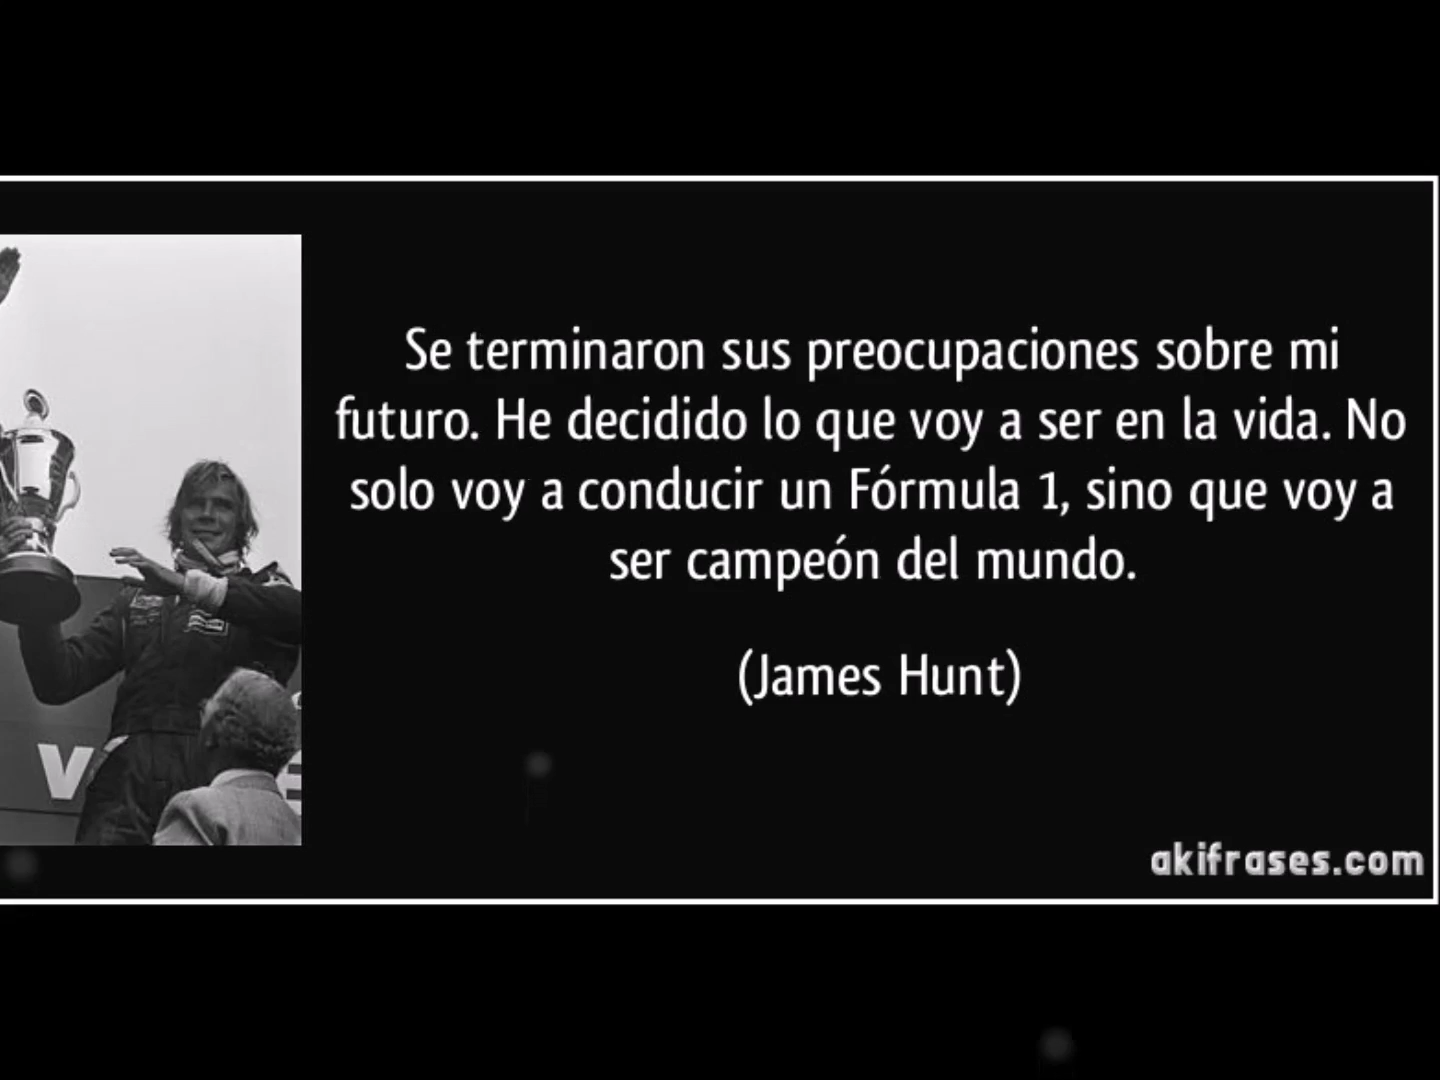 Se terminaron sus preocupaciones sobre mi
futuro. He decidido lo que voy a ser en la vida. No
solo voy a conducir un Fórmula 1, sino que voy a
ser campeón del mundo.
(James Hunt)
V
akifrases.com